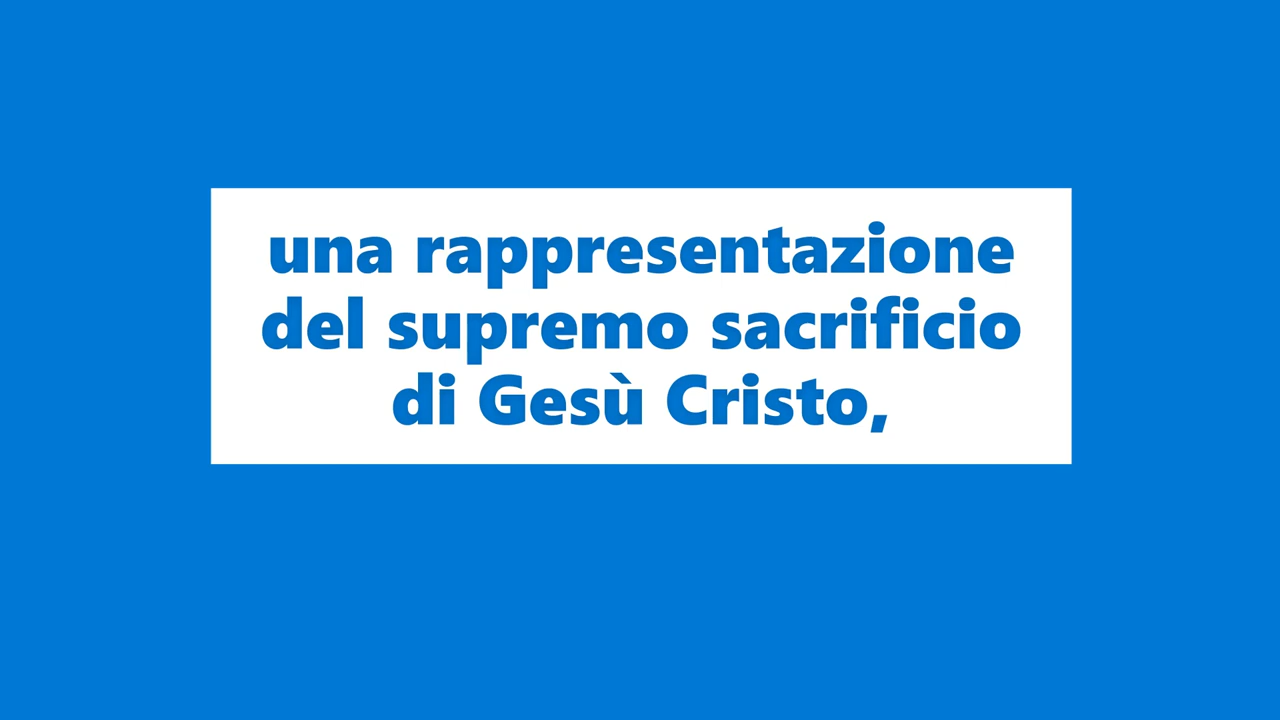 una rappresentazione
del supremo sacrificio
di Gesù Cristo,